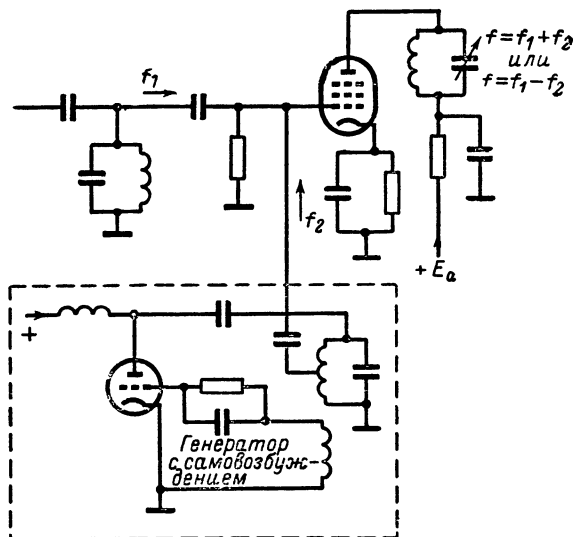 f₁
f=f₁+f₂
или
f=f₁-f₂
f₂
+Eₐ
+
Генератор
с самовозбуж-
дением